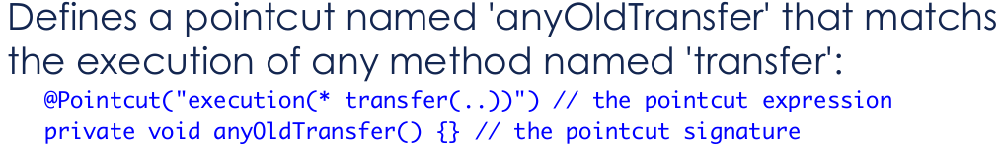 Defines a pointcut named 'anyOldTransfer' that matchs
the execution of any method named 'transfer':
@Pointcut("execution(* transfer(..))") // the pointcut expression
private void anyOldTransfer() {} // the pointcut signature